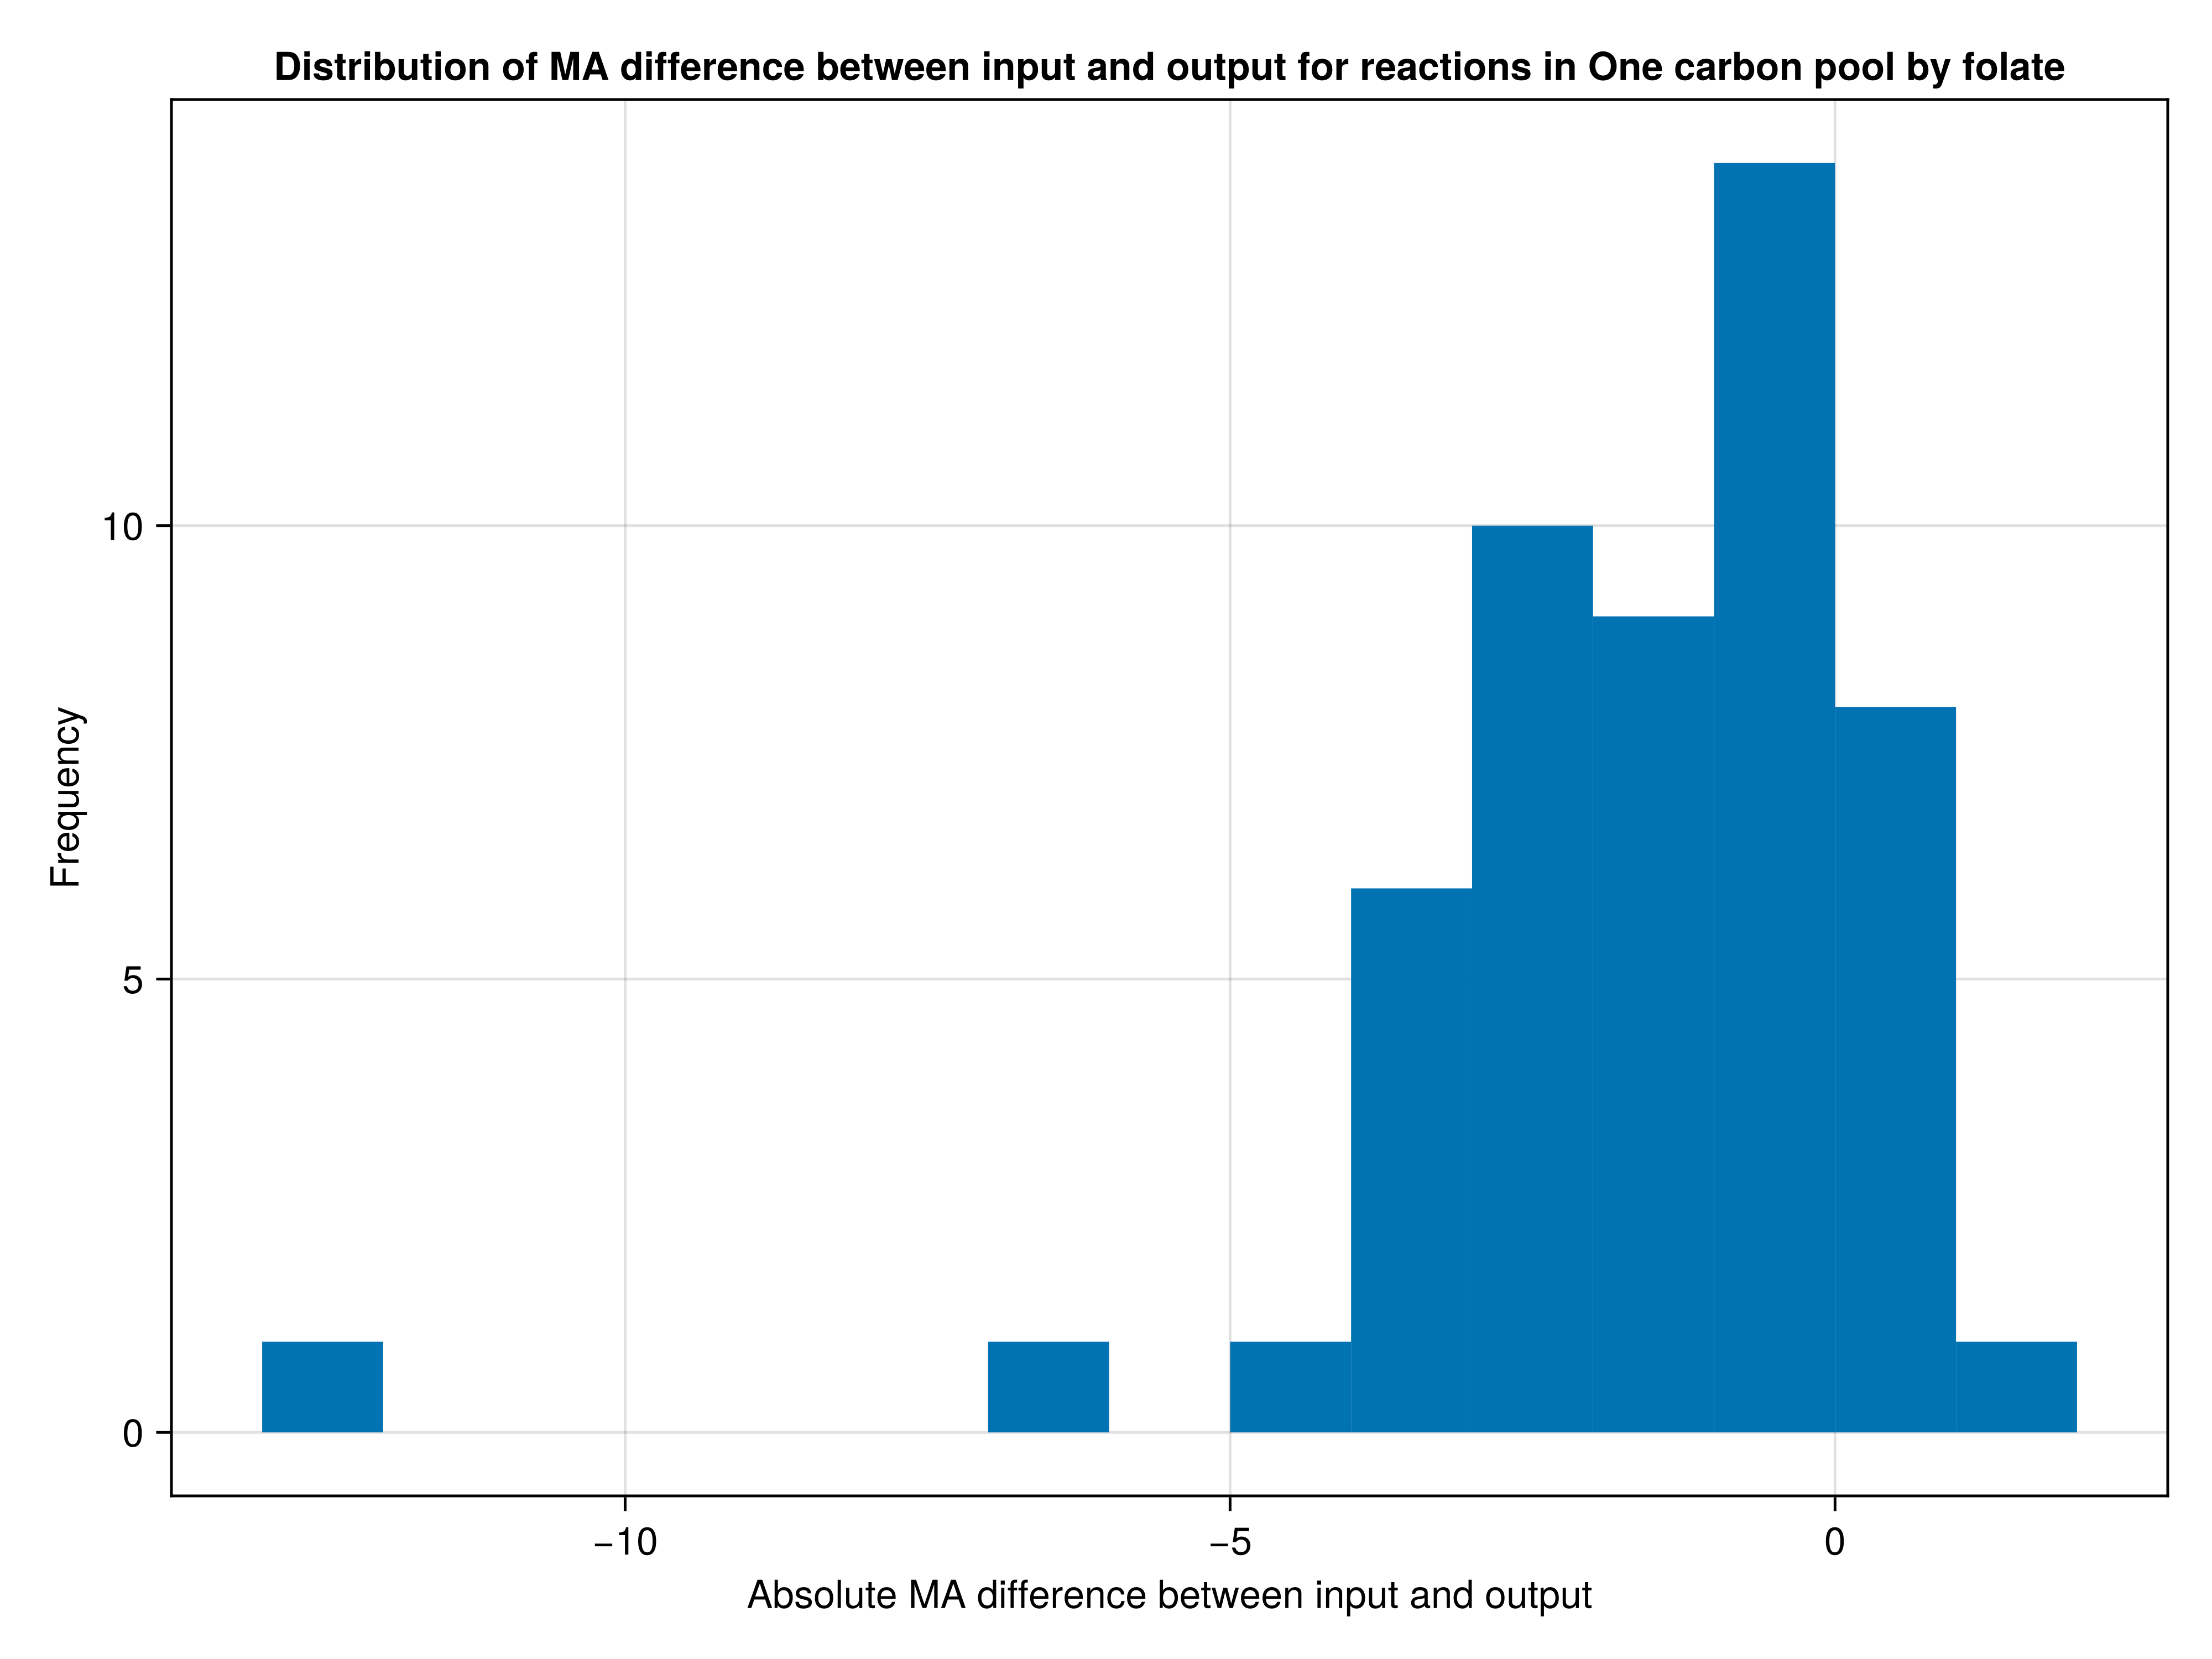 Distribution of MA difference between input and output for reactions in One carbon pool by folate
Frequency
10
5
0
−10
−5
0
Absolute MA difference between input and output